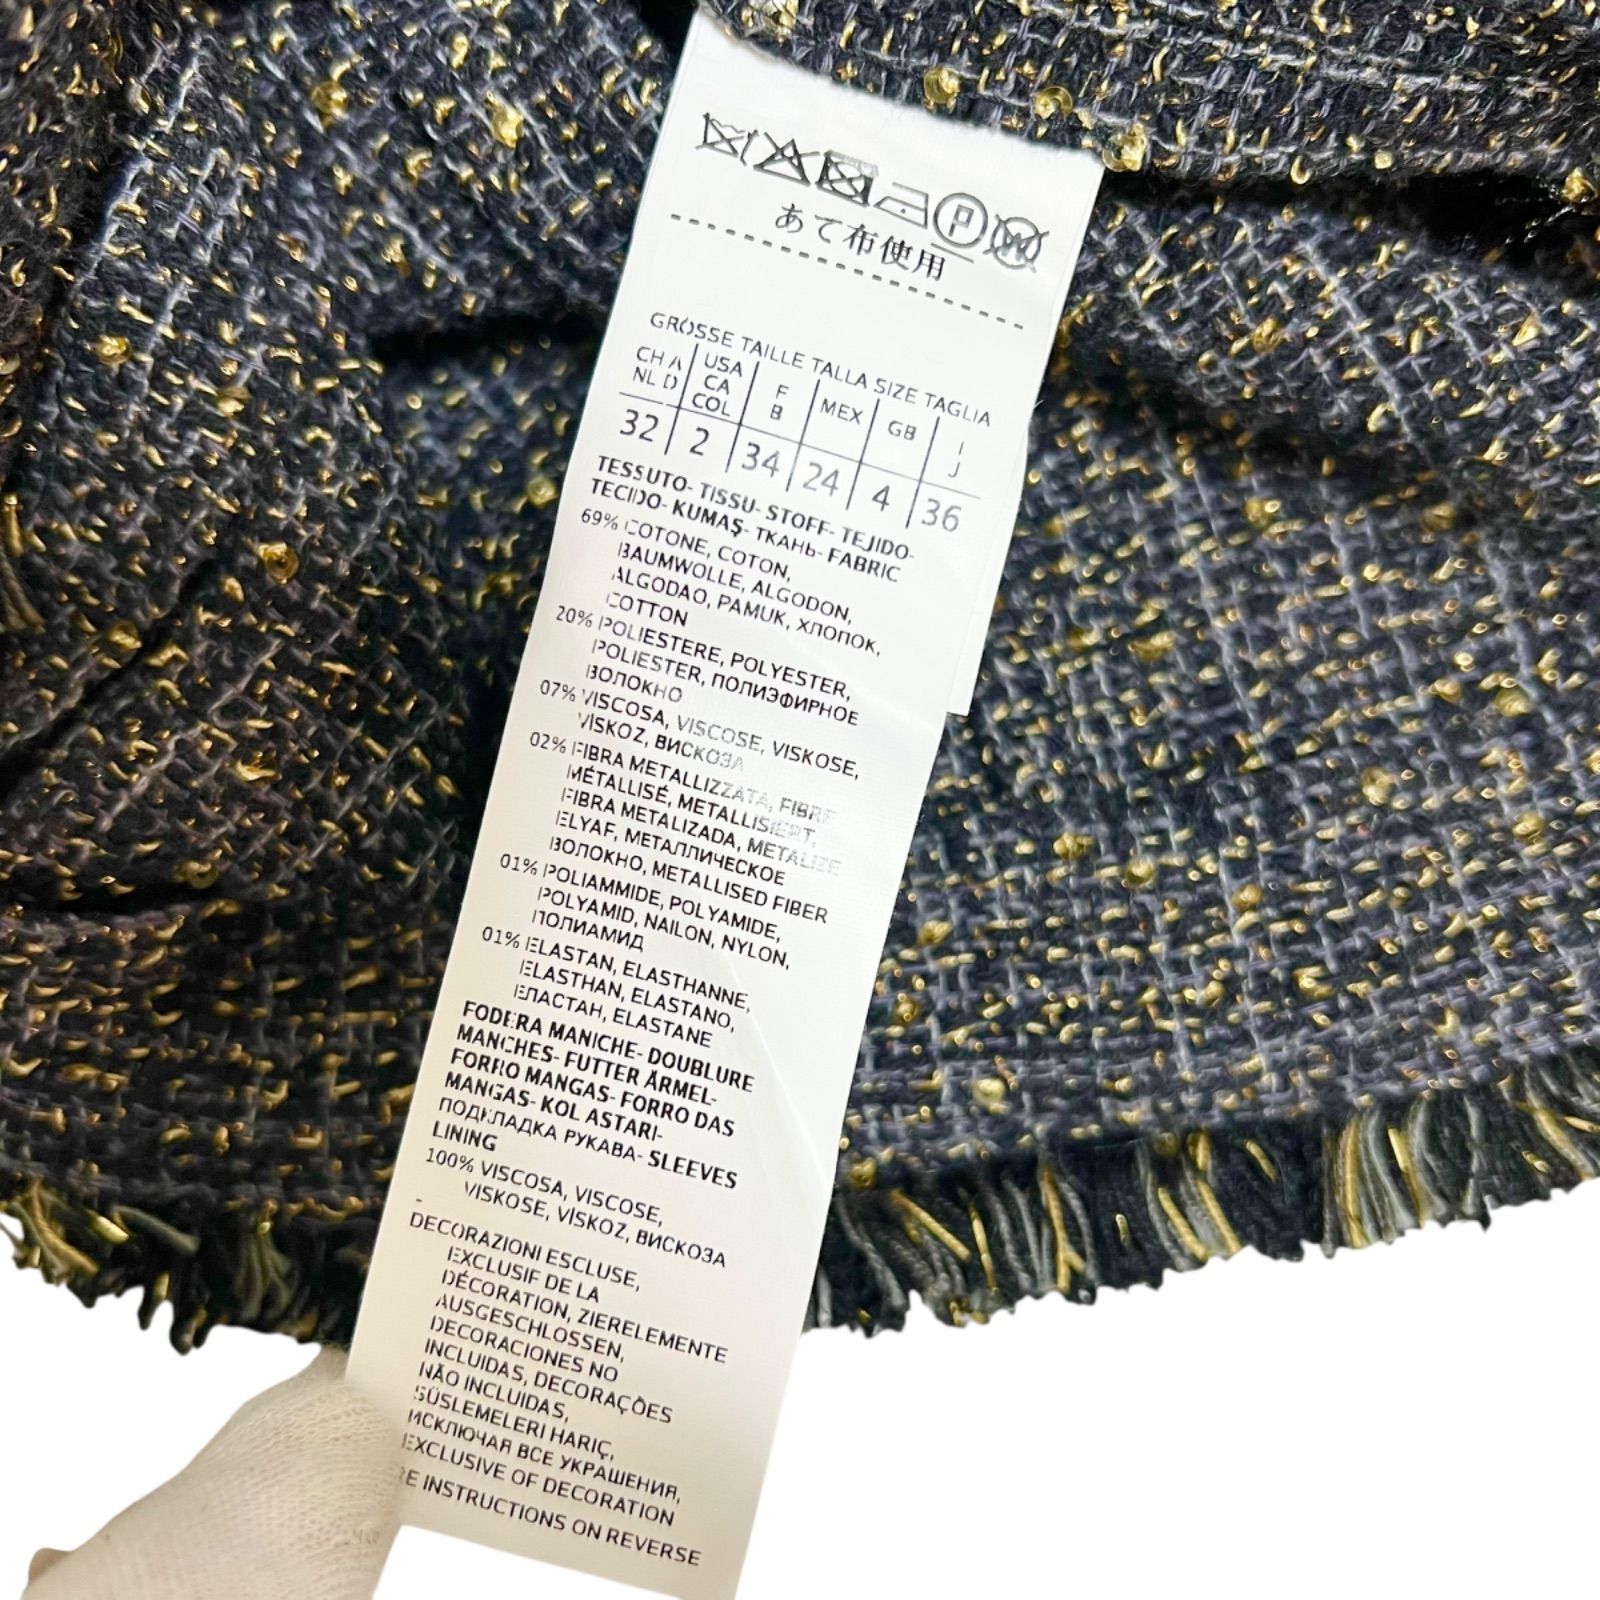 P W
あて布使用
GROSSE TAILLE TALLA SIZE TAGLIA
CH A NL D USA CA COL F B MEX GB I J
32 2 34 24 4 36
TESSUTO- TISSU- STOFF- TEJIDO-
TECIDO- KUMAŞ- ТКАНЬ- FABRIC
69% COTONE, COTON,
BAUMWOLLE, ALGODON,
ALGODAO, PAMUK, ХЛОПОК,
COTTON
20% POLIESTERE, POLYESTER,
POLIESTER, ПОЛИЭФИРНОЕ
ВОЛОКНО
07% VISCOSA, VISCOSE, VISKOSE,
VISKOZ, ВИСКОЗА
02% FIBRA METALLIZZATA, FIBRE
MÉTALLISÉ, METALLISIERT,
FIBRA METALIZADA, METALIZE
ELYAF, МЕТАЛЛИЧЕСКОЕ
ВОЛОКНО, METALLISED FIBER
01% POLIAMMIDE, POLYAMIDE,
POLYAMID, NAILON, NYLON,
ПОЛИАМИД
01% ELASTAN, ELASTHANNE,
ELASTHAN, ELASTANO,
ЕПАСТАН, ELASTANE
FODERA MANICHE- DOUBLURE
MANCHES- FUTTER ÄRMEL-
FORRO MANGAS- FORRO DAS
MANGAS- KOL ASTARI-
ПОДКЛАДКА РУКАВА- SLEEVES
LINING
100% VISCOSA, VISCOSE,
VISKOSE, VISKOZ, ВИСКОЗА
-
DECORAZIONI ESCLUSE,
EXCLUSIF DE LA
DÉCORATION, ZIERELEMENTE
AUSGESCHLOSSEN,
DECORACIONES NO
INCLUIDAS, DECORAÇÕES
NÃO INCLUIDAS,
SÜSLEMELERI HARIÇ,
ИСКЛЮЧАЯ ВСЕ УКРАШЕНИЯ,
EXCLUSIVE OF DECORATION
RE INSTRUCTIONS ON REVERSE